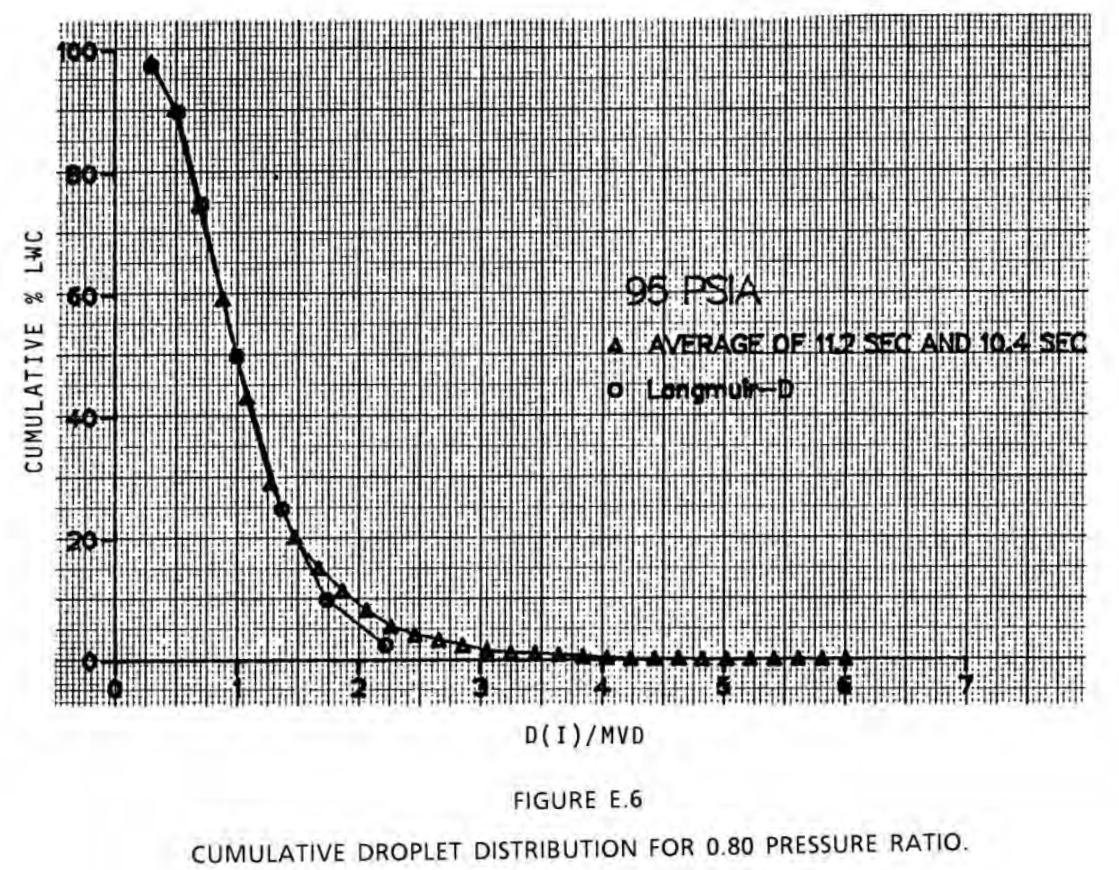 100
80
60
40
20
0
CUMULATIVE % LWC
95 PSIA
AVERAGE OF 11.2 SEC AND 10.4 SEC
Langmuir-D
0 1 2 3 4 5 6 7
D(I)/MVD
FIGURE E.6
CUMULATIVE DROPLET DISTRIBUTION FOR 0.80 PRESSURE RATIO.